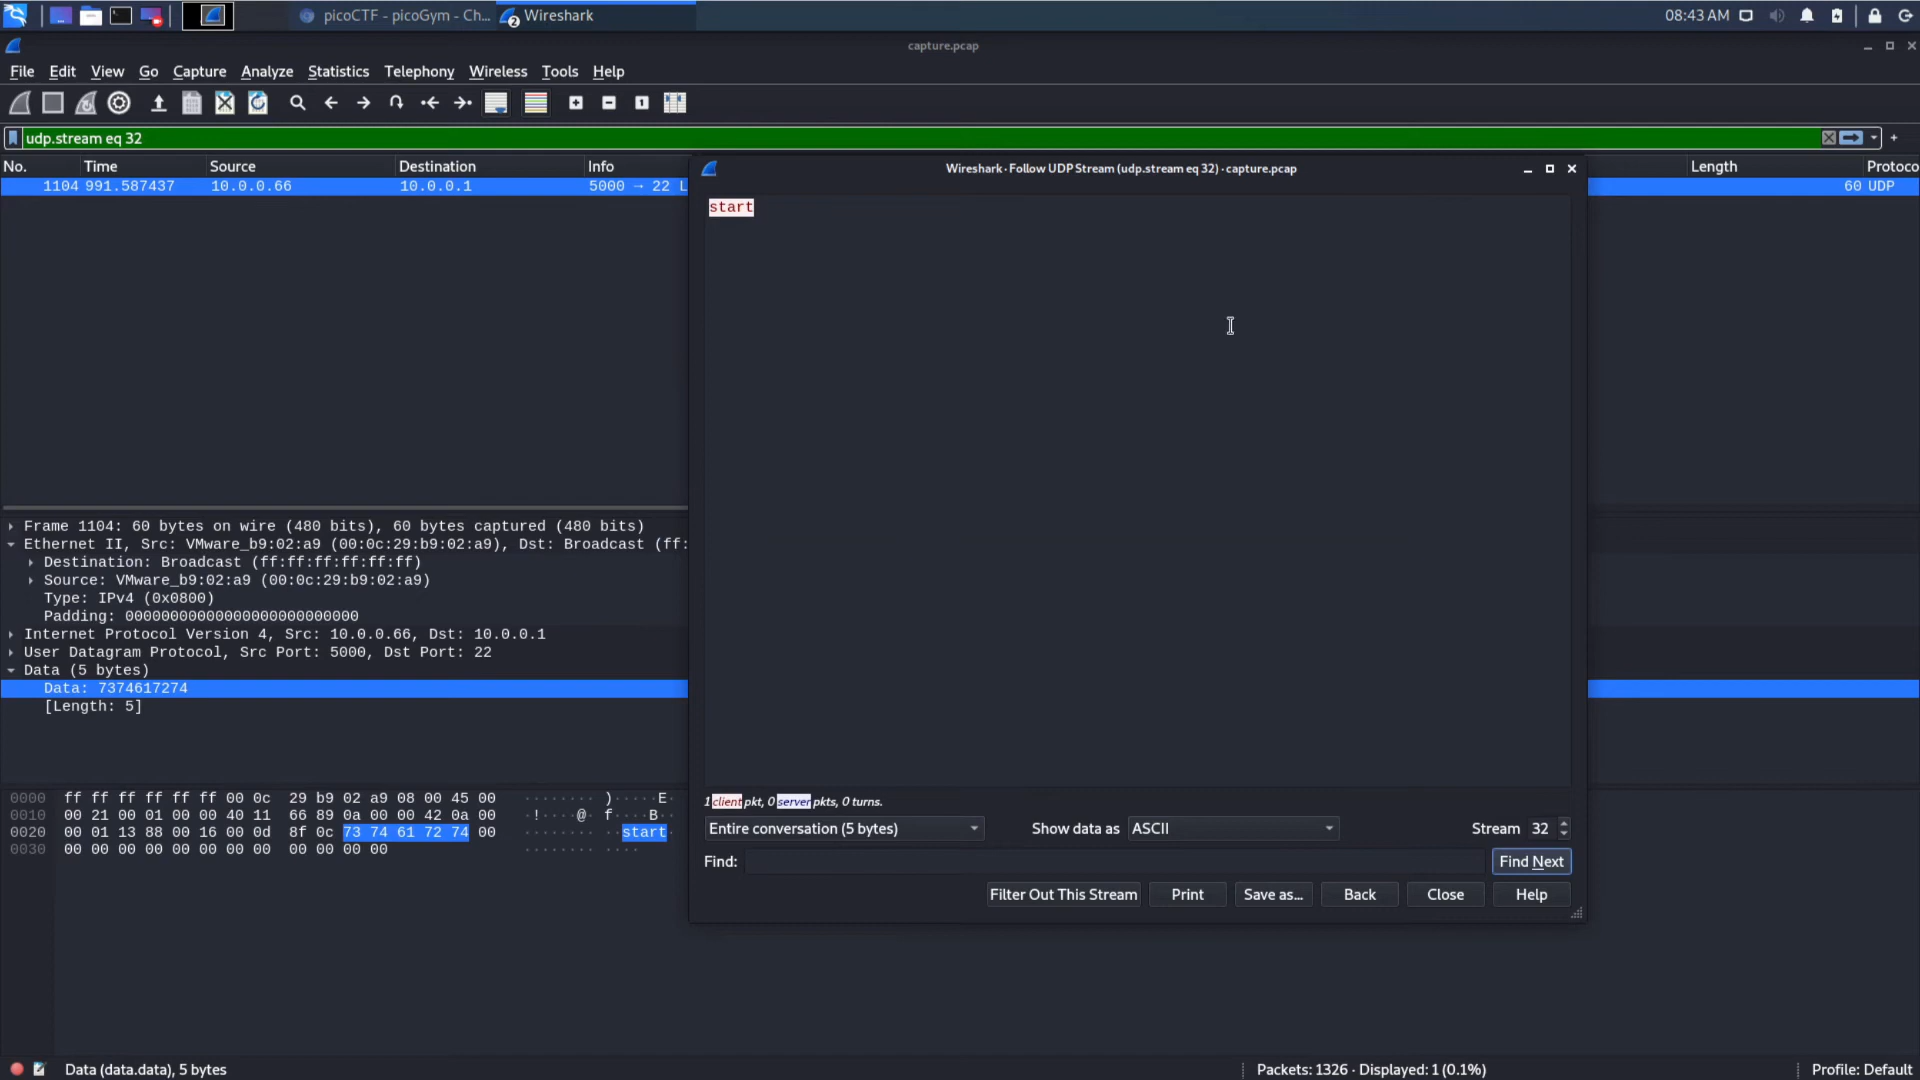 picoCTF - picoGym - Ch...
2 Wireshark
08:43 AM
capture.pcap
File Edit View Go Capture Analyze Statistics Telephony Wireless Tools Help
udp.stream eq 32
No. Time Source Destination Info Length Protoco
1104 991.587437 10.0.0.66 10.0.0.1 5000 → 22 L 60 UDP
Wireshark · Follow UDP Stream (udp.stream eq 32) · capture.pcap
start
Frame 1104: 60 bytes on wire (480 bits), 60 bytes captured (480 bits)
Ethernet II, Src: VMware_b9:02:a9 (00:0c:29:b9:02:a9), Dst: Broadcast (ff:
Destination: Broadcast (ff:ff:ff:ff:ff:ff)
Source: VMware_b9:02:a9 (00:0c:29:b9:02:a9)
Type: IPv4 (0x0800)
Padding: 00000000000000000000000000
Internet Protocol Version 4, Src: 10.0.0.66, Dst: 10.0.0.1
User Datagram Protocol, Src Port: 5000, Dst Port: 22
Data (5 bytes)
Data: 7374617274
[Length: 5]
0000 ff ff ff ff ff ff 00 0c 29 b9 02 a9 08 00 45 00 ········ )·····E·
0010 00 21 00 01 00 00 40 11 66 89 0a 00 00 42 0a 00 ·!····@· f····B··
0020 00 01 13 88 00 16 00 0d 8f 0c 73 74 61 72 74 00 ········ ··start·
0030 00 00 00 00 00 00 00 00 00 00 00 00 ········ ····
1 client pkt, 0 server pkts, 0 turns.
Entire conversation (5 bytes) Show data as ASCII Stream 32
Find: Find Next
Filter Out This Stream Print Save as... Back Close Help
Data (data.data), 5 bytes Packets: 1326 · Displayed: 1 (0.1%) Profile: Default